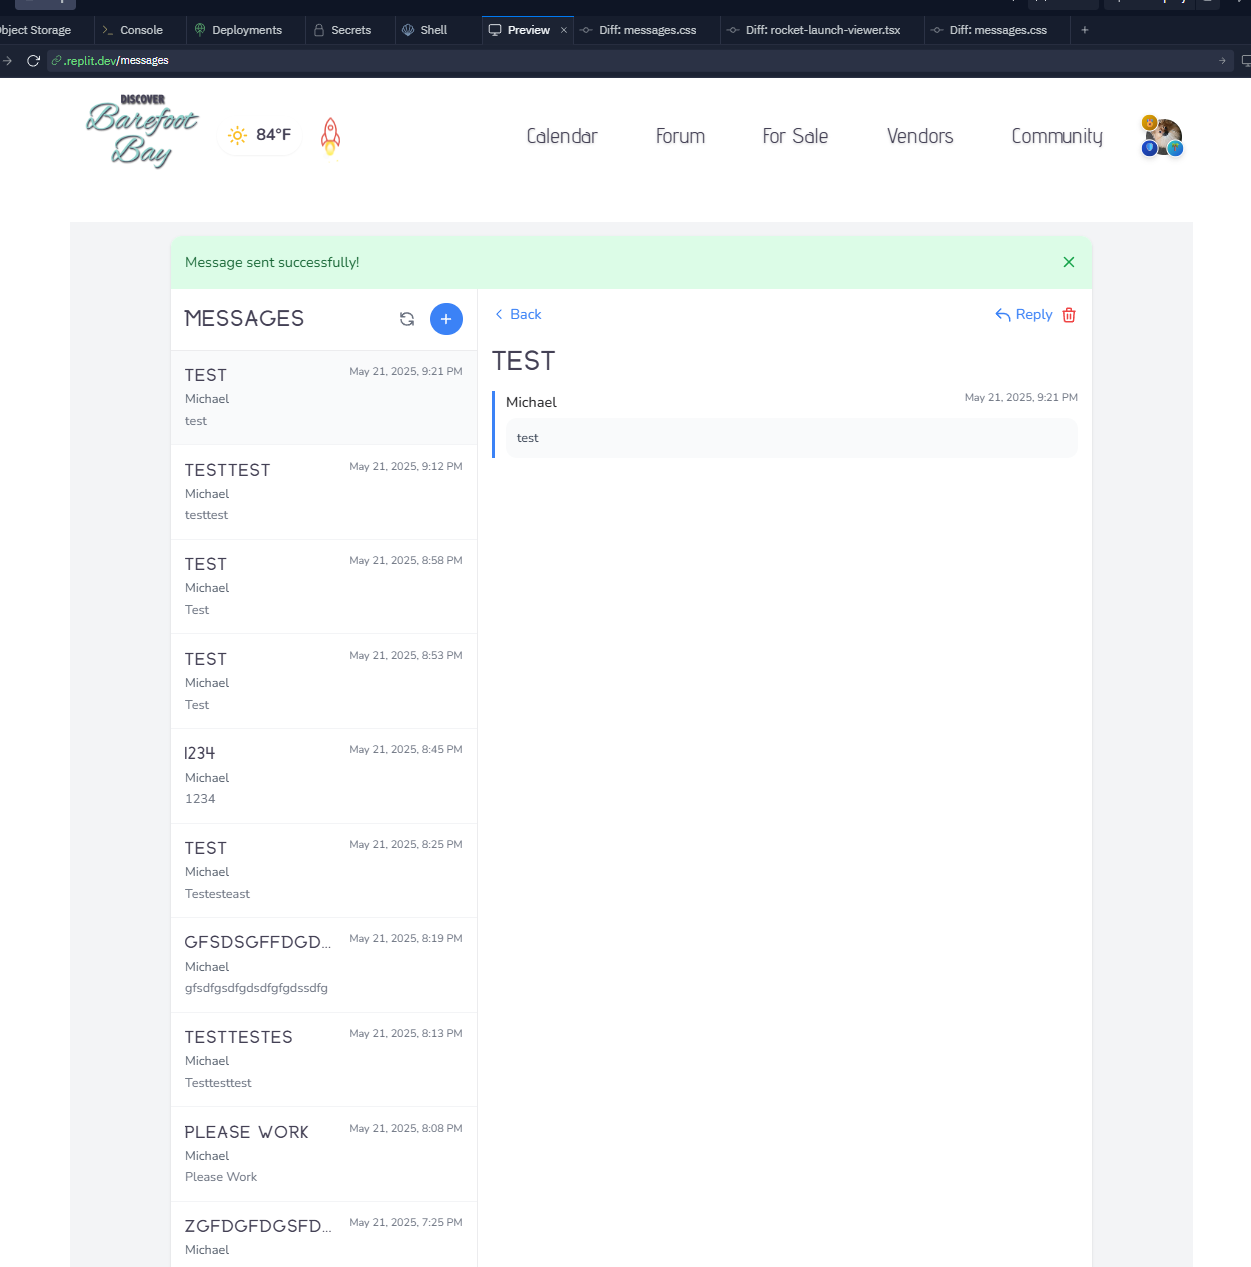 bject Storage
Console
Deployments
Secrets
Shell
Preview
Diff: messages.css
Diff: rocket-launch-viewer.tsx
Diff: messages.css
.replit.dev/messages
DISCOVER
Barefoot
Bay
84°F
Calendar
Forum
For Sale
Vendors
Community
Message sent successfully!
MESSAGES
Back
Reply
TEST
Michael
May 21, 2025, 9:21 PM
test
TEST
May 21, 2025, 9:21 PM
Michael
test
TESTTEST
May 21, 2025, 9:12 PM
Michael
testtest
TEST
May 21, 2025, 8:58 PM
Michael
Test
TEST
May 21, 2025, 8:53 PM
Michael
Test
1234
May 21, 2025, 8:45 PM
Michael
1234
TEST
May 21, 2025, 8:25 PM
Michael
Testesteast
GFSDSGFFDGD...
May 21, 2025, 8:19 PM
Michael
gfsdfgsdfgdsdfgfgdssdfg
TESTTESTES
May 21, 2025, 8:13 PM
Michael
Testtesttest
PLEASE WORK
May 21, 2025, 8:08 PM
Michael
Please Work
ZGFDGFDGSFD...
May 21, 2025, 7:25 PM
Michael